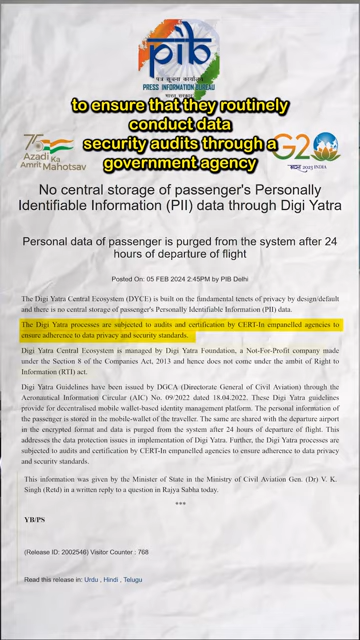 पत्र सूचना कार्यालय
PRESS INFORMATION BUREAU
भारत सरकार
to ensure that they routinely
conduct data
security audits through a
government agency
75
Azadi Ka
Amrit Mahotsav
G20
भारत 2023 INDIA
No central storage of passenger's Personally
Identifiable Information (PII) data through Digi Yatra
Personal data of passenger is purged from the system after 24
hours of departure of flight
Posted On: 05 FEB 2024 2:45PM by PIB Delhi
The Digi Yatra Central Ecosystem (DYCE) is built on the fundamental tenets of privacy by design/default
and there is no central storage of passenger's Personally Identifiable Information (PII) data.
The Digi Yatra processes are subjected to audits and certification by CERT-In empanelled agencies to
ensure adherence to data privacy and security standards.
Digi Yatra Central Ecosystem is managed by Digi Yatra Foundation, a Not-For-Profit company made
under the Section 8 of the Companies Act, 2013 and hence does not come under the ambit of Right to
Information (RTI) act.
Digi Yatra Guidelines have been issued by DGCA (Directorate General of Civil Aviation) through the
Aeronautical Information Circular (AIC) No. 09/2022 dated 18.04.2022. These Digi Yatra guidelines
provide for decentralised mobile wallet-based identity management platform. The personal information of
the passenger is stored in the mobile-wallet of the traveller. The same are shared with the departure airport
in the encrypted format and data is purged from the system after 24 hours of departure of flight. This
addresses the data protection issues in implementation of Digi Yatra. Further, the Digi Yatra processes are
subjected to audits and certification by CERT-In empanelled agencies to ensure adherence to data privacy
and security standards.
This information was given by the Minister of State in the Ministry of Civil Aviation Gen. (Dr) V. K.
Singh (Retd) in a written reply to a question in Rajya Sabha today.
***
YB/PS
(Release ID: 2002546) Visitor Counter : 768
Read this release in: Urdu , Hindi , Telugu